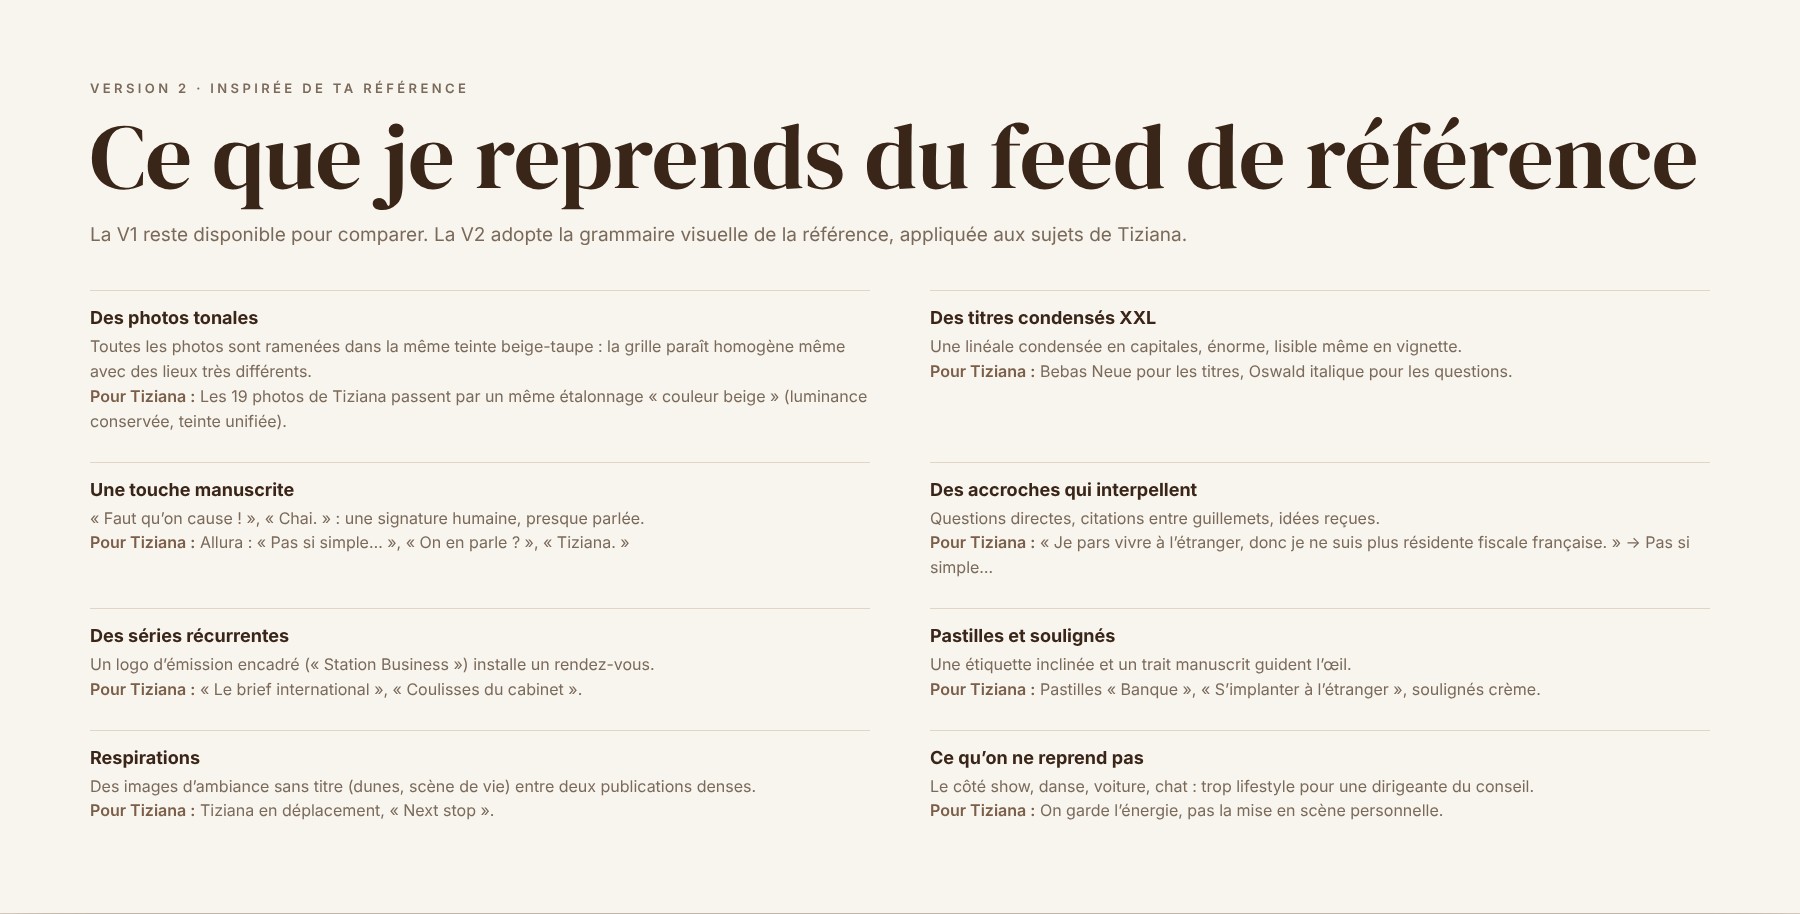 VERSION 2 · INSPIRÉE DE TA RÉFÉRENCE
Ce que je reprends du feed de référence
La V1 reste disponible pour comparer. La V2 adopte la grammaire visuelle de la référence, appliquée aux sujets de Tiziana.
Des photos tonales
Toutes les photos sont ramenées dans la même teinte beige-taupe : la grille paraît homogène même
avec des lieux très différents.
Pour Tiziana : Les 19 photos de Tiziana passent par un même étalonnage « couleur beige » (luminance
conservée, teinte unifiée).
Des titres condensés XXL
Une linéale condensée en capitales, énorme, lisible même en vignette.
Pour Tiziana : Bebas Neue pour les titres, Oswald italique pour les questions.
Une touche manuscrite
« Faut qu’on cause ! », « Chai. » : une signature humaine, presque parlée.
Pour Tiziana : Allura : « Pas si simple… », « On en parle ? », « Tiziana. »
Des accroches qui interpellent
Questions directes, citations entre guillemets, idées reçues.
Pour Tiziana : « Je pars vivre à l’étranger, donc je ne suis plus résidente fiscale française. » → Pas si
simple…
Des séries récurrentes
Un logo d’émission encadré (« Station Business ») installe un rendez-vous.
Pour Tiziana : « Le brief international », « Coulisses du cabinet ».
Pastilles et soulignés
Une étiquette inclinée et un trait manuscrit guident l’œil.
Pour Tiziana : Pastilles « Banque », « S’implanter à l’étranger », soulignés crème.
Respirations
Des images d’ambiance sans titre (dunes, scène de vie) entre deux publications denses.
Pour Tiziana : Tiziana en déplacement, « Next stop ».
Ce qu’on ne reprend pas
Le côté show, danse, voiture, chat : trop lifestyle pour une dirigeante du conseil.
Pour Tiziana : On garde l’énergie, pas la mise en scène personnelle.